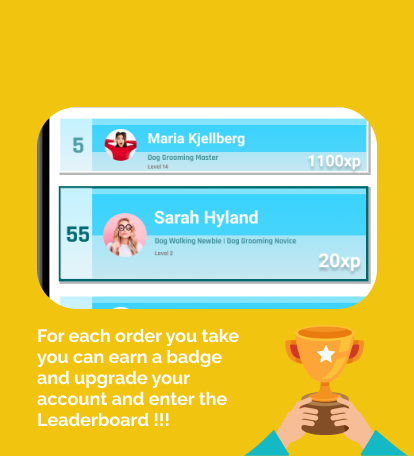 5
Maria Kjellberg
Dog Grooming Master
Level 14
1100xp
55
Sarah Hyland
Dog Walking Newbie | Dog Grooming Novice
Level 2
20xp
For each order you take
you can earn a badge
and upgrade your
account and enter the
Leaderboard !!!